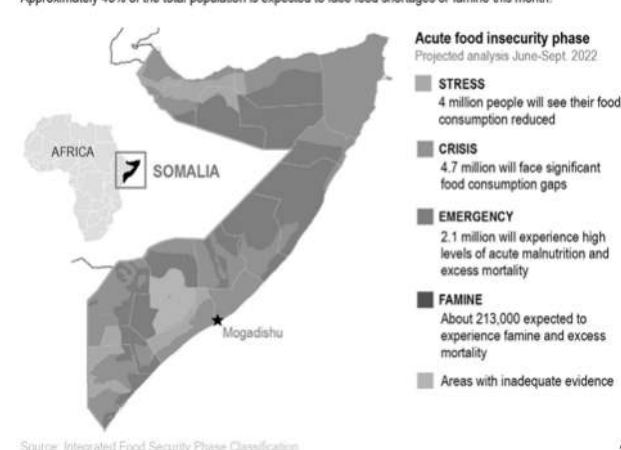 Approximately 45% of the total population is expected to face food shortages or famine this month.
Acute food insecurity phase
Projected analysis June-Sept. 2022
STRESS
4 million people will see their food
consumption reduced
AFRICA
SOMALIA
CRISIS
4.7 million will face significant
food consumption gaps
EMERGENCY
2.1 million will experience high
levels of acute malnutrition and
excess mortality
FAMINE
About 213,000 expected to
experience famine and excess
mortality
Mogadishu
Areas with inadequate evidence
Source: Integrated Food Security Phase Classification